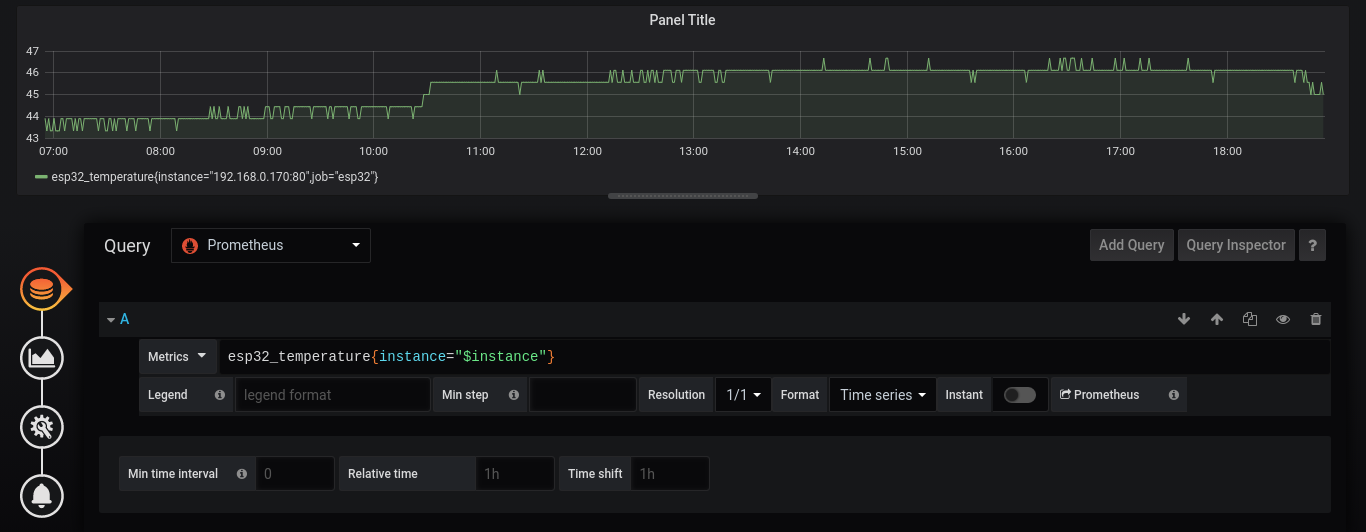 Panel Title
47
46
45
44
43
07:00 08:00 09:00 10:00 11:00 12:00 13:00 14:00 15:00 16:00 17:00 18:00
esp32_temperature{instance="192.168.0.170:80",job="esp32"}
Query Prometheus Add Query Query Inspector ?
A
Metrics esp32_temperature{instance="$instance"}
Legend legend format Min step Resolution 1/1 Format Time series Instant Prometheus
Min time interval 0 Relative time 1h Time shift 1h